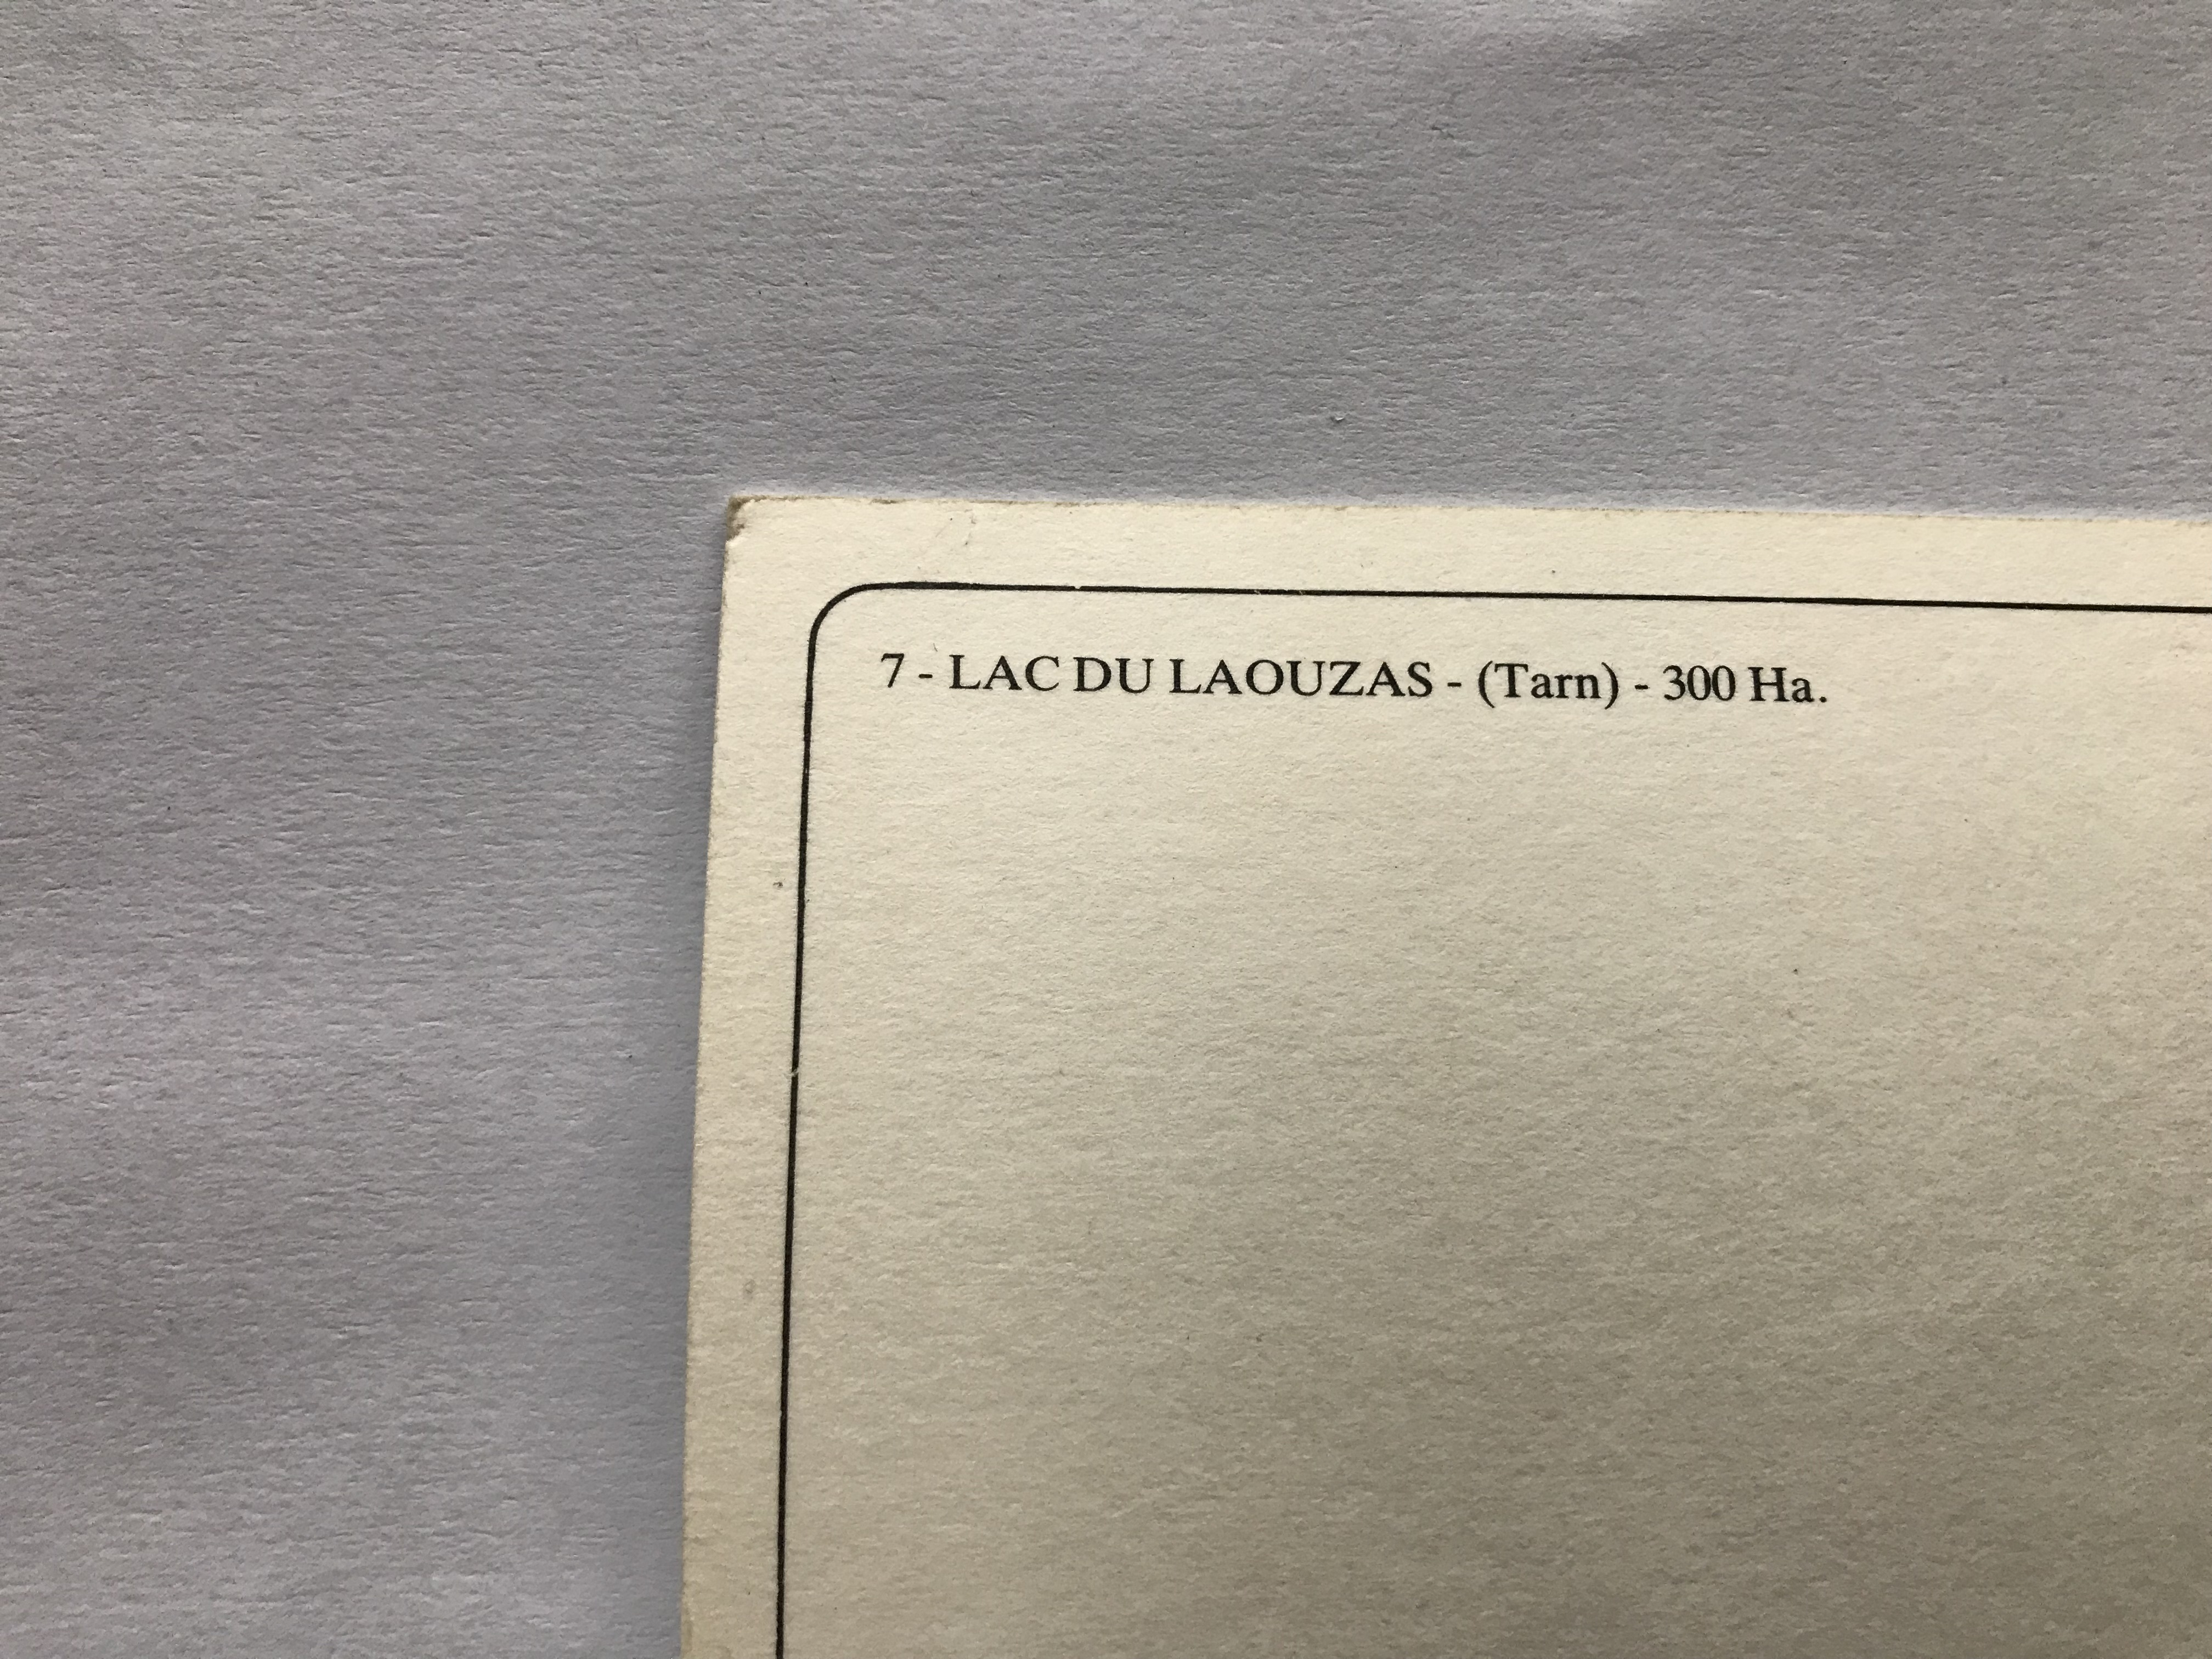 7 - LAC DU LAOUZAS - (Tarn) - 300 Ha.